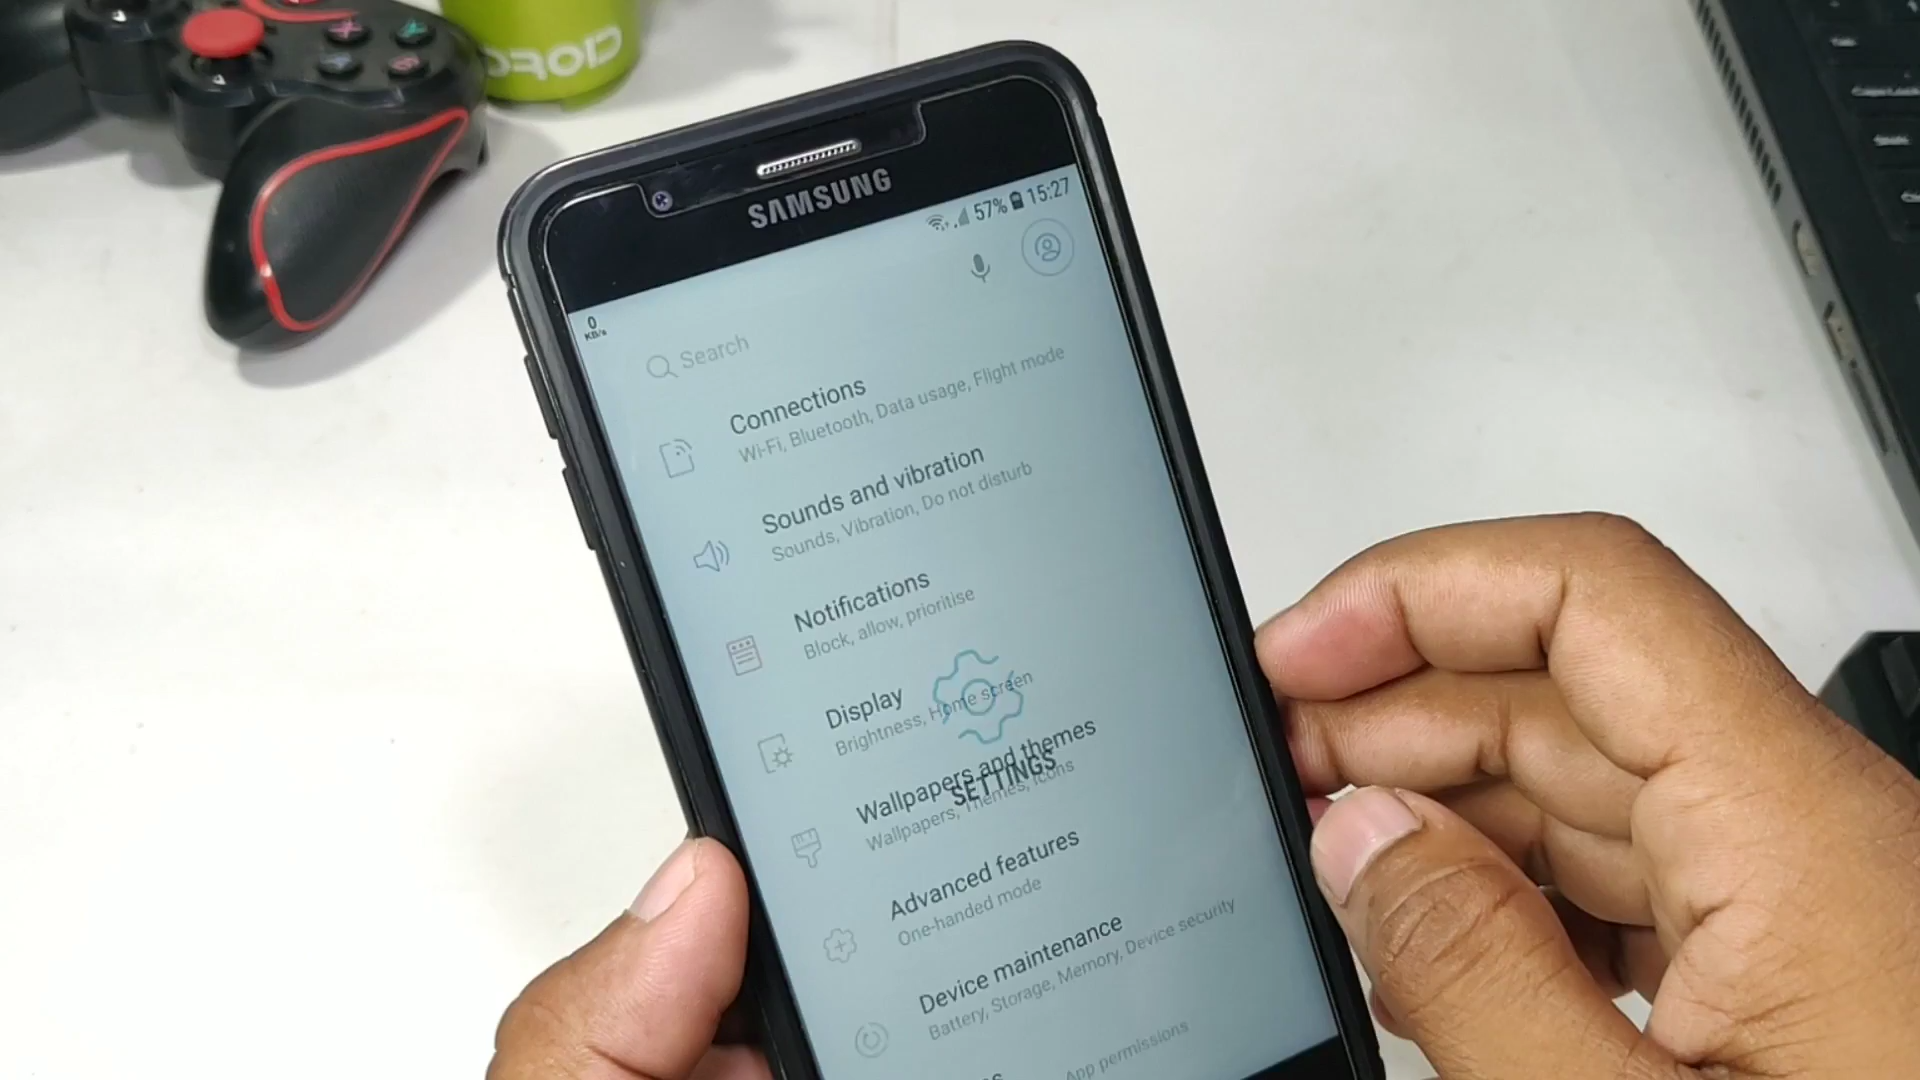 DROID
SAMSUNG
57% 15:27
0
KB/s
Search
Connections
Wi-Fi, Bluetooth, Data usage, Flight mode
Sounds and vibration
Sounds, Vibration, Do not disturb
Notifications
Block, allow, prioritise
Display
Brightness, Home screen
Wallpapers and themes
SETTINGS
Wallpapers, Themes, Icons
Advanced features
One-handed mode
Device maintenance
Battery, Storage, Memory, Device security
App permissions